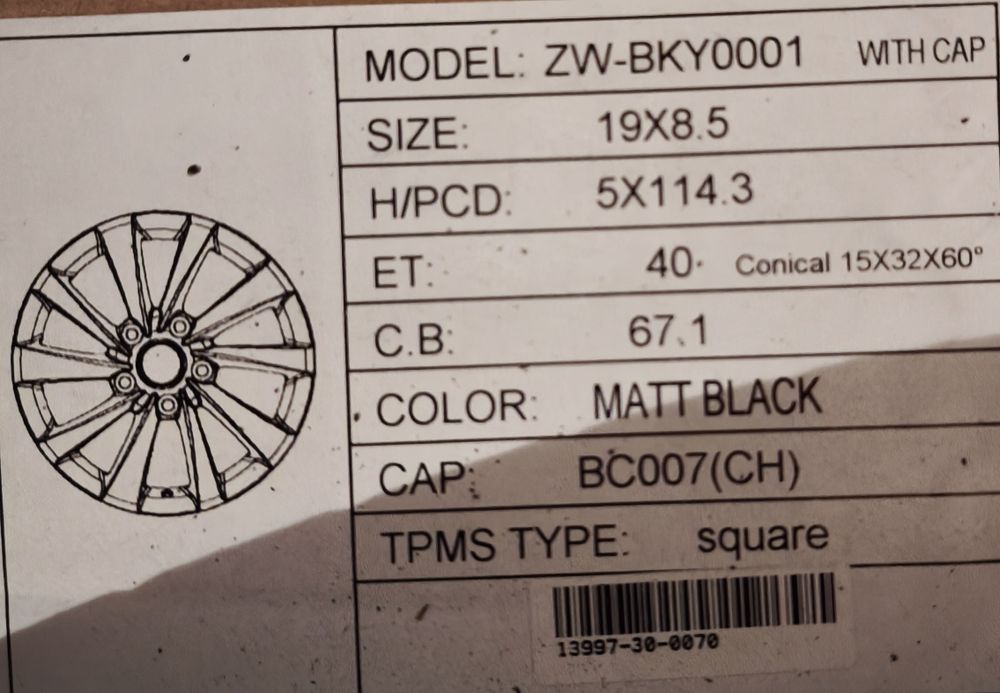 MODEL: ZW-BKY0001 WITH CAP
SIZE: 19X8.5
H/PCD: 5X114.3
ET: 40 Conical 15X32X60°
C.B: 67.1
COLOR: MATT BLACK
CAP: BC007(CH)
TPMS TYPE: square
13997-30-0070